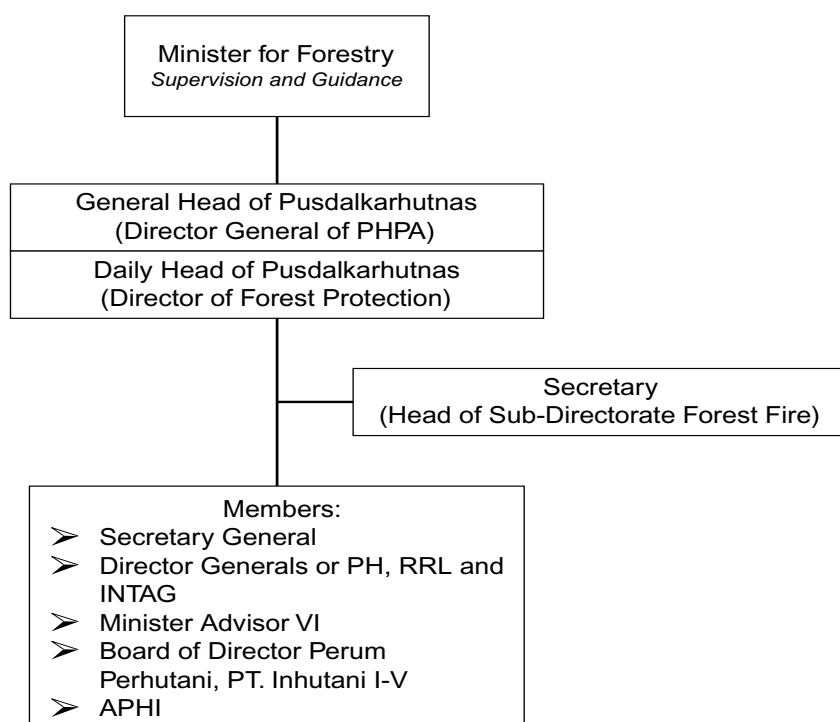 Minister for Forestry
Supervision and Guidance
General Head of Pusdalkarhutnas
(Director General of PHPA)
Daily Head of Pusdalkarhutnas
(Director of Forest Protection)
Secretary
(Head of Sub-Directorate Forest Fire)
Members:
➢ Secretary General
➢ Director Generals or PH, RRL and
INTAG
➢ Minister Advisor VI
➢ Board of Director Perum
Perhutani, PT. Inhutani I-V
➢ APHI